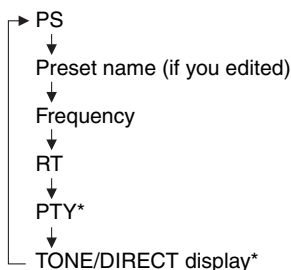 PS
Preset name (if you edited)
Frequency
RT
PTY*
TONE/DIRECT display*